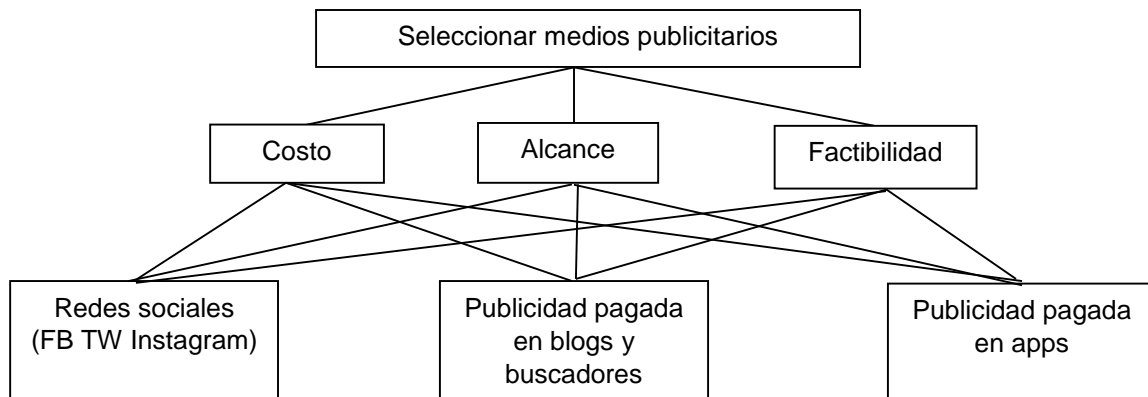 Seleccionar medios publicitarios
Costo
Alcance
Factibilidad
Redes sociales
(FB TW Instagram)
Publicidad pagada
en blogs y
buscadores
Publicidad pagada
en apps